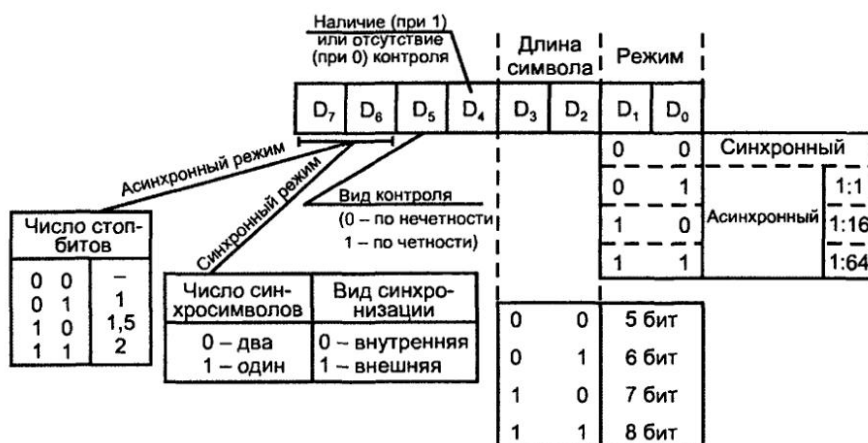 Наличие (при 1)
или отсутствие
(при 0) контроля
Длина
символа
Режим
D7 D6 D5 D4 D3 D2 D1 D0
Асинхронный режим
Синхронный режим
Вид контроля
(0 – по нечетности
1 – по четности)
0 0 Синхронный
0 1 1:1
1 0 Асинхронный 1:16
1 1 1:64
Число стоп-
битов
0 0 –
0 1 1
1 0 1,5
1 1 2
Число син-
хросимволов
0 – два
1 – один
Вид синхро-
низации
0 – внутренняя
1 – внешняя
0 0 5 бит
0 1 6 бит
1 0 7 бит
1 1 8 бит